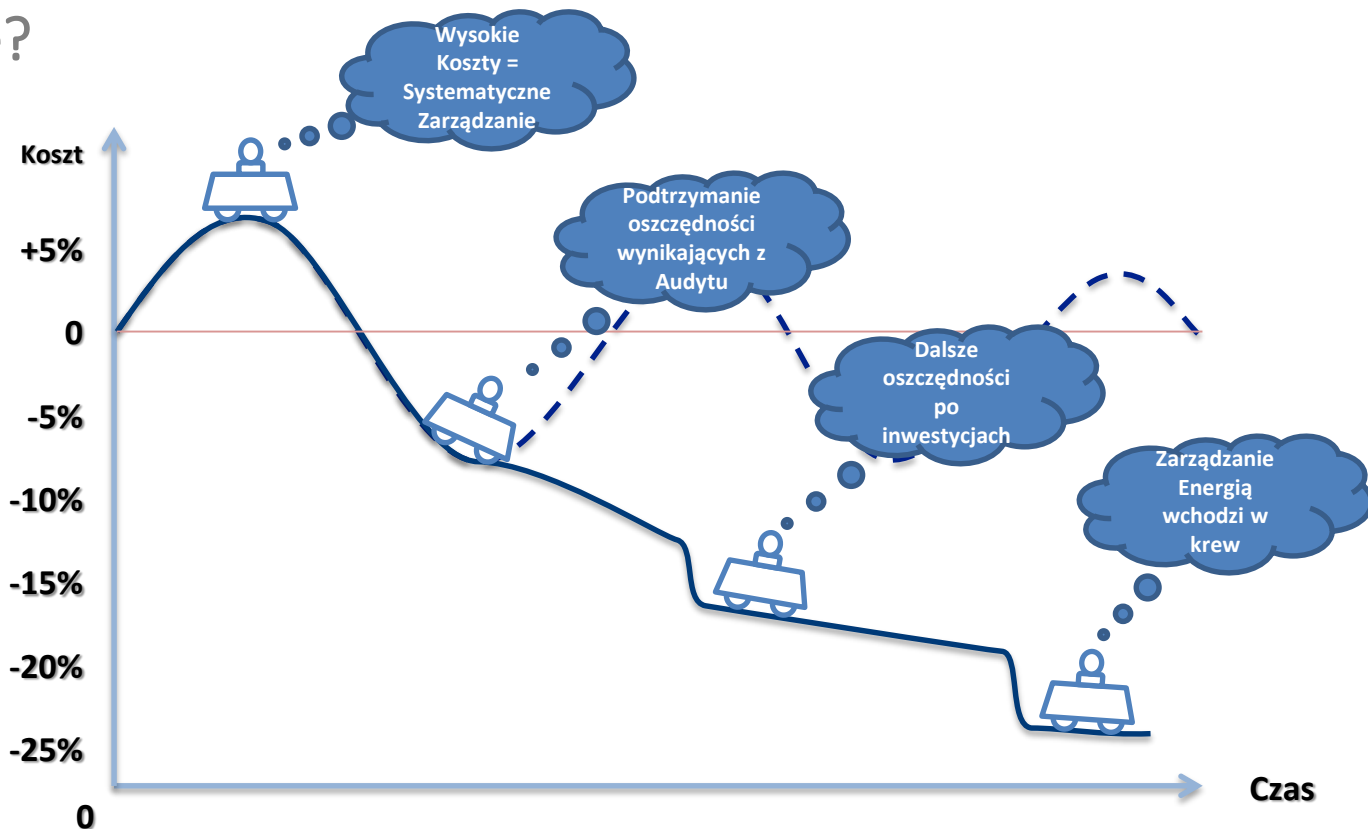 ?
Wysokie
Koszty =
Systematyczne
Zarządzanie
Koszt
Podtrzymanie
oszczędności
wynikających z
Audytu
+5%
0
Dalsze
oszczędności
po
inwestycjach
-5%
-10%
Zarządzanie
Energią
wchodzi w
krew
-15%
-20%
-25%
Czas
0